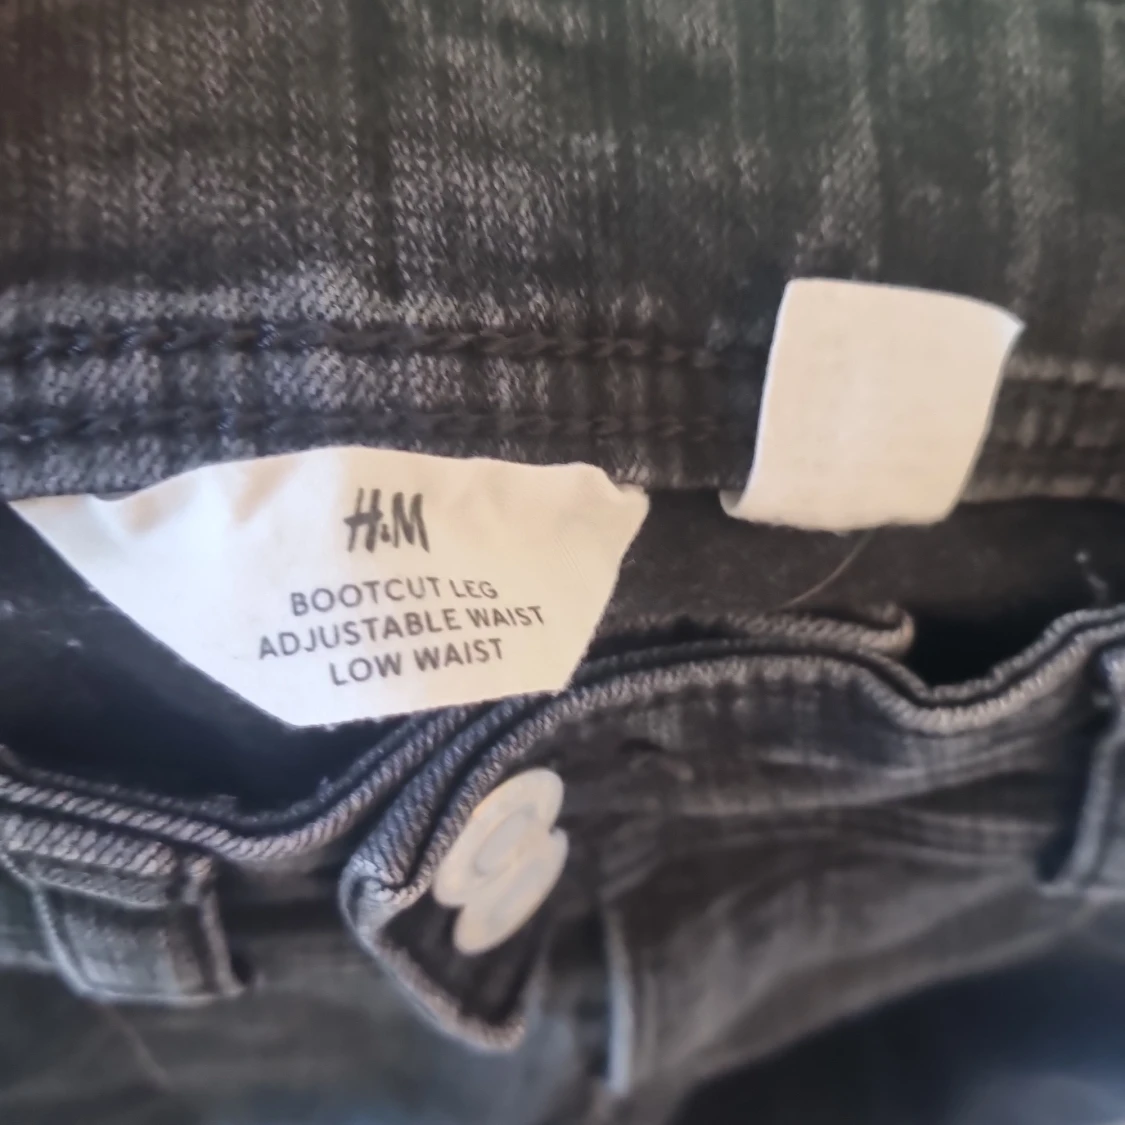 H&M
BOOTCUT LEG
ADJUSTABLE WAIST
LOW WAIST